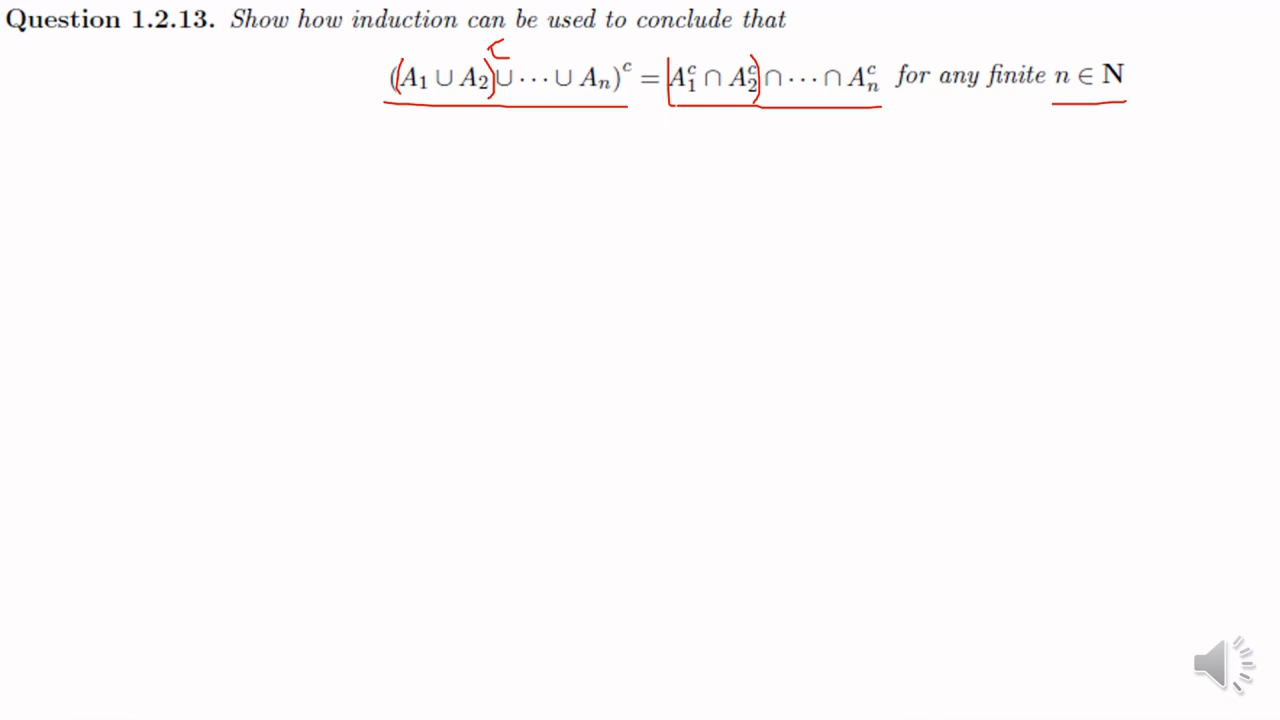 Question 1.2.13. Show how induction can be used to conclude that
((A₁ ∪ A₂)ᶜ ∪ ⋯ ∪ Aₙ)ᶜ = (A₁ᶜ ∩ A₂ᶜ) ∩ ⋯ ∩ Aₙᶜ for any finite n ∈ N